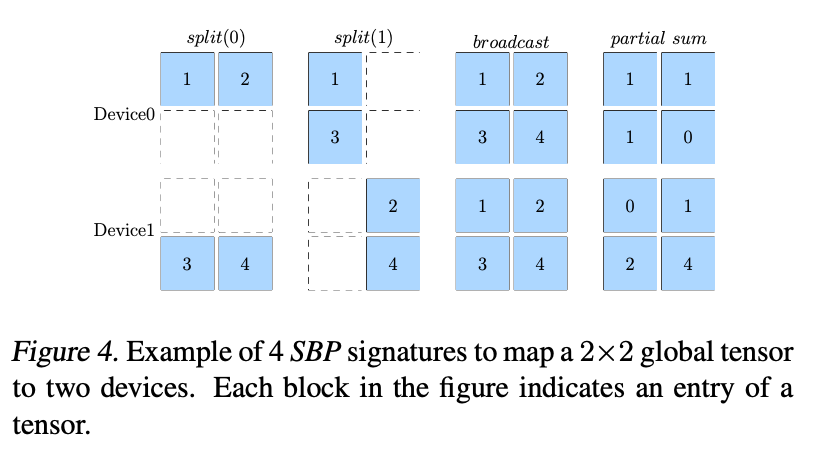 split(0) split(1) broadcast partial sum
1 2 1 1 2 1 1
Device0
3 3 4 1 0
2 1 2 0 1
Device1
3 4 4 3 4 2 4
Figure 4. Example of 4 SBP signatures to map a 2×2 global tensor
to two devices. Each block in the figure indicates an entry of a
tensor.